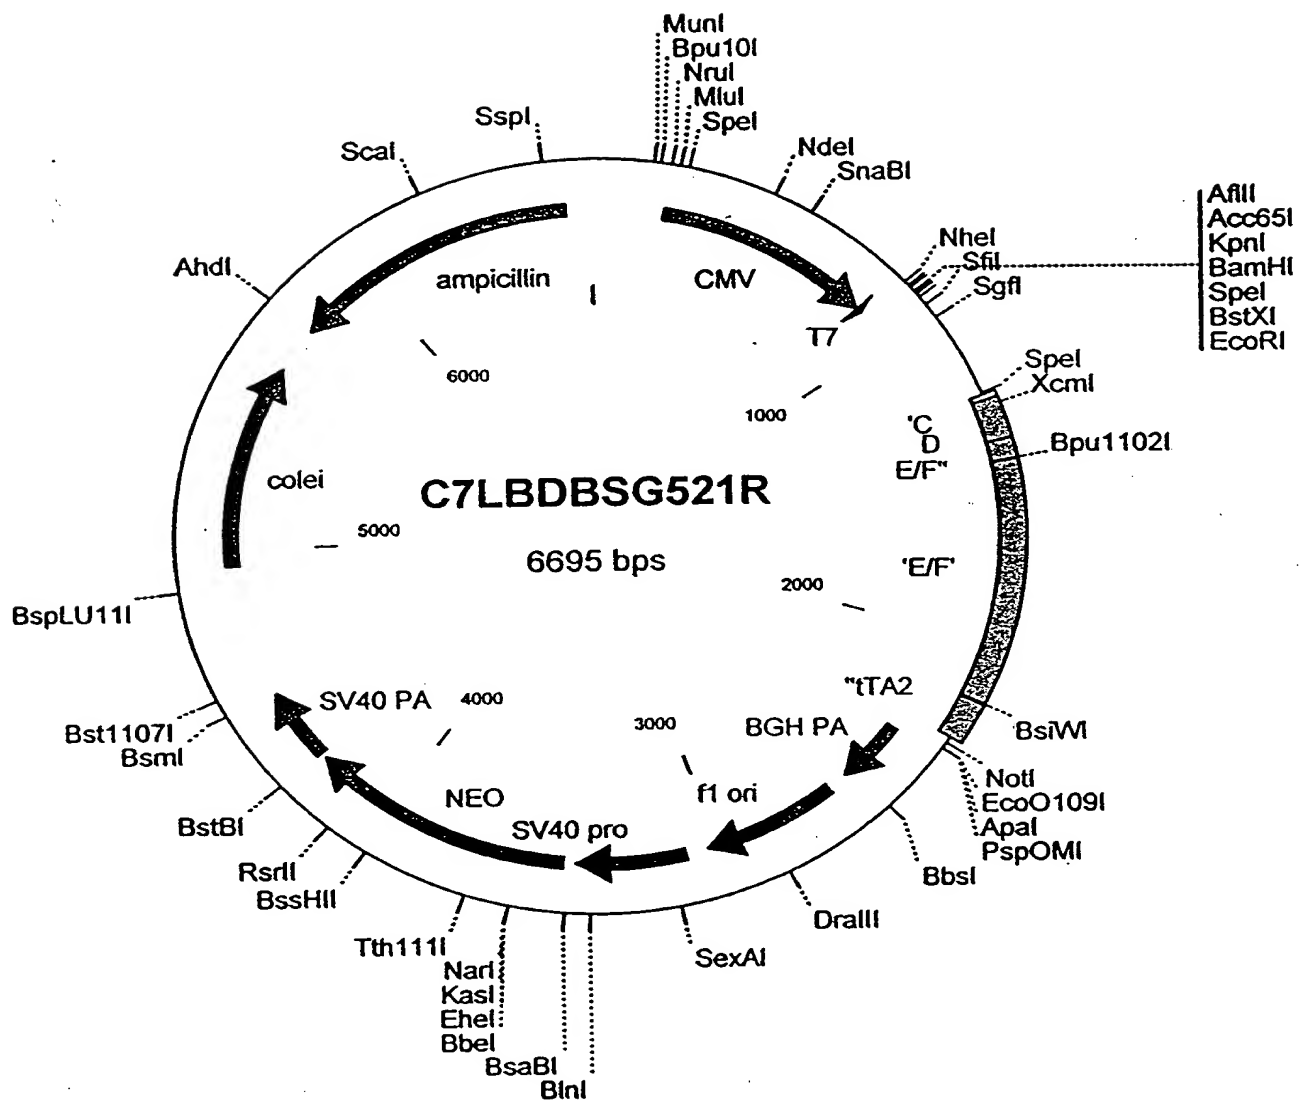 MunI
Bpu10I
NruI
MluI
SpeI
SspI
ScaI
NdeI
SnaBI
AflII
Acc65I
KpnI
BamHI
SpeI
BstXI
EcoRI
NheI
SfiI
SgfI
AhdI
ampicillin
I
CMV
T7
6000
1000
SpeI
XcmI
'C
D
E/F"
Bpu1102I
colei
C7LBDBSG521R
5000
6695 bps
2000
'E/F'
BspLU11I
SV40 PA
4000
3000
"tTA2
BGH PA
BsiWI
Bst1107I
BsmI
NotI
EcoO109I
ApaI
PspOMI
NEO
SV40 pro
f1 ori
BstBI
RsrII
BssHII
BbsI
DraIII
Tth111I
SexAI
NarI
KasI
EheI
BbeI
BsaBI
BlnI